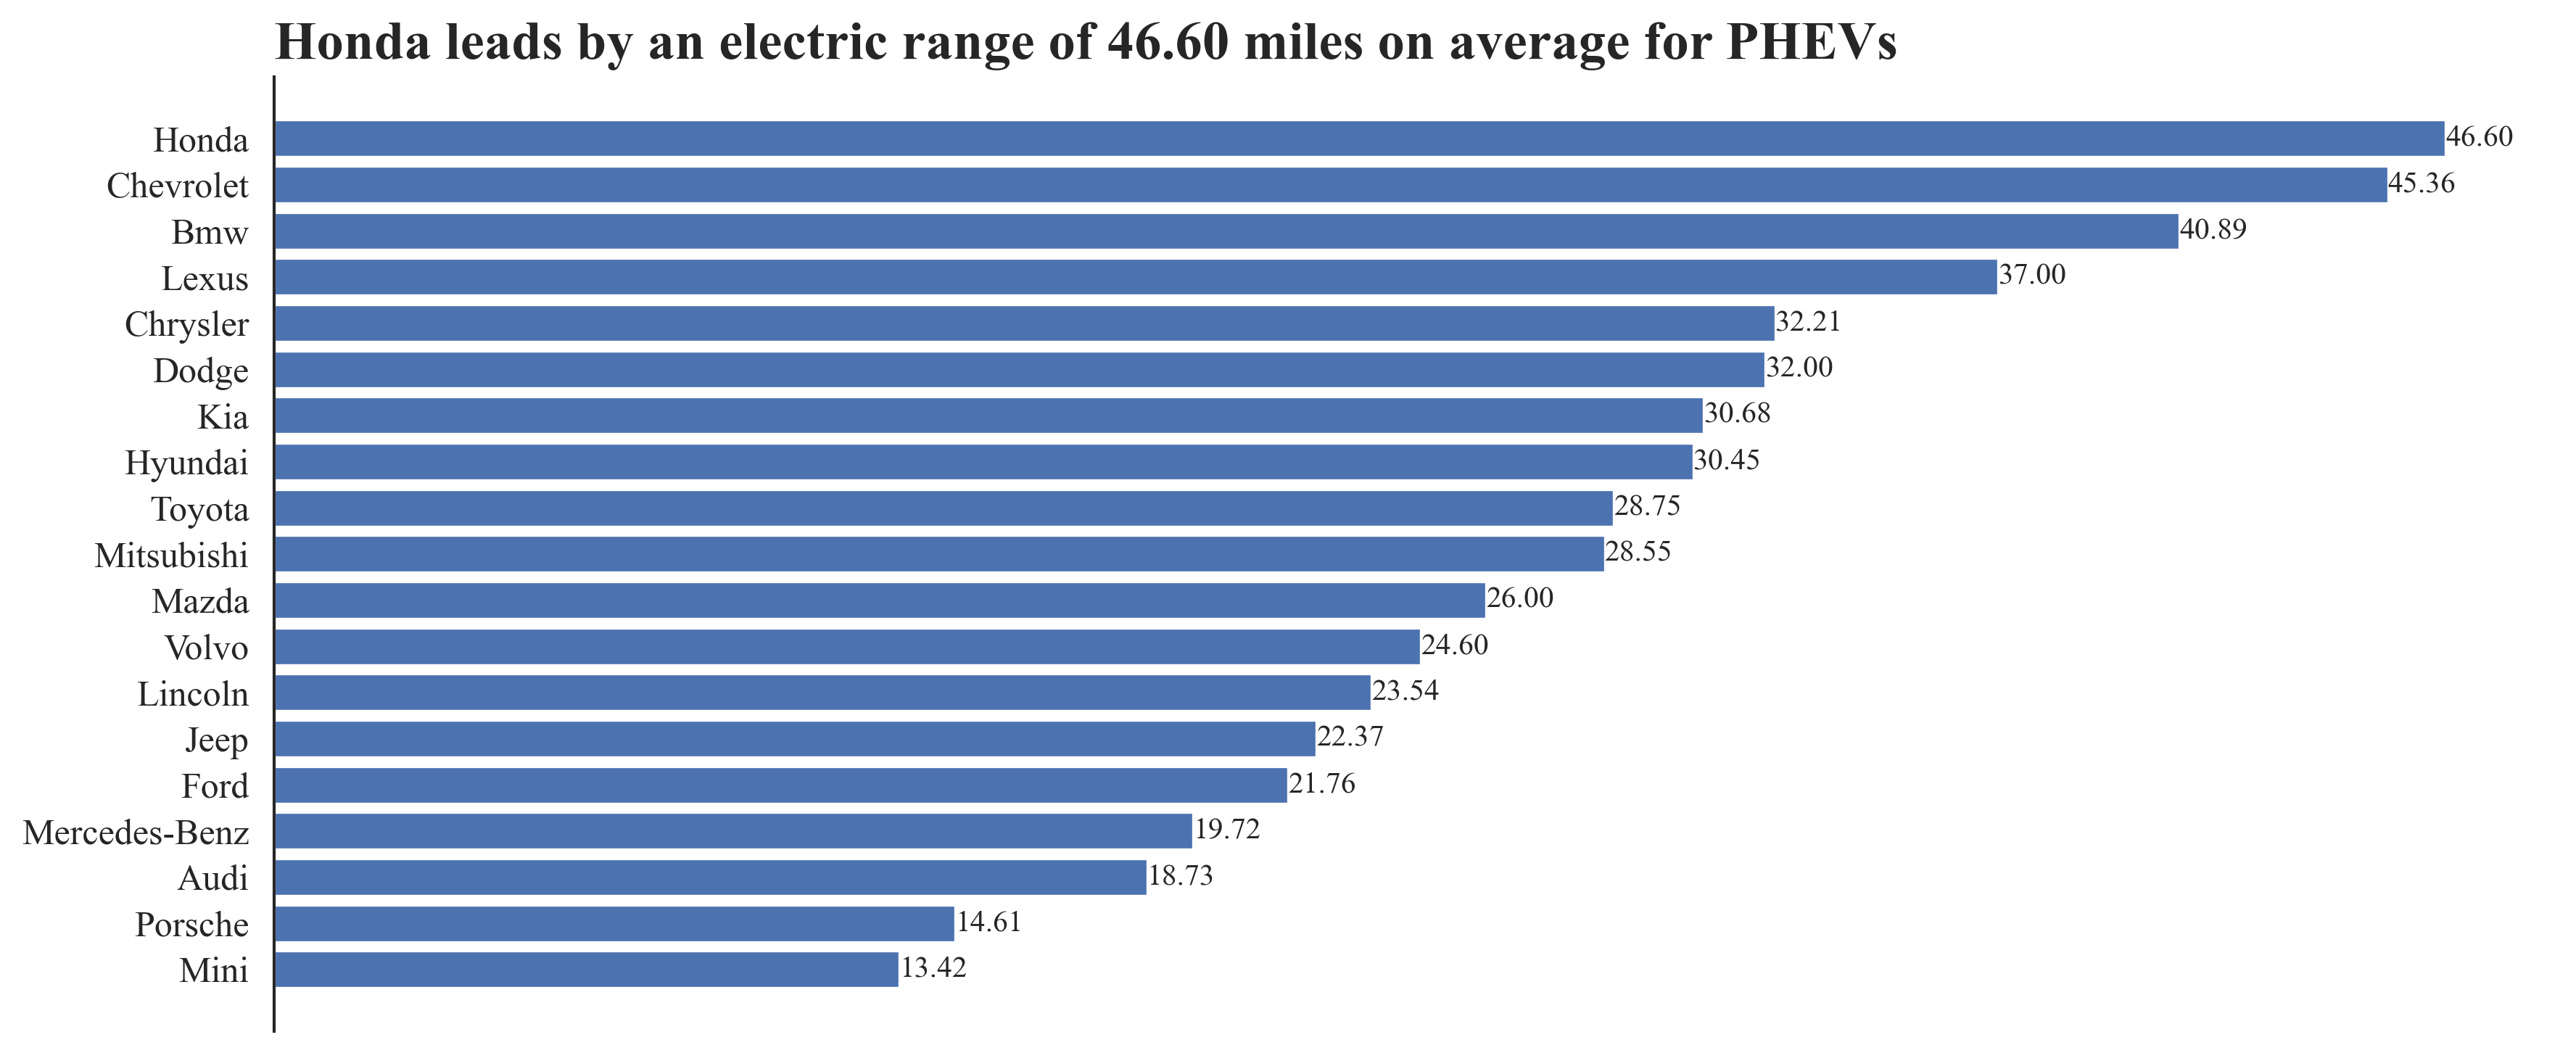 Honda leads by an electric range of 46.60 miles on average for PHEVs
Honda 46.60
Chevrolet 45.36
Bmw 40.89
Lexus 37.00
Chrysler 32.21
Dodge 32.00
Kia 30.68
Hyundai 30.45
Toyota 28.75
Mitsubishi 28.55
Mazda 26.00
Volvo 24.60
Lincoln 23.54
Jeep 22.37
Ford 21.76
Mercedes-Benz 19.72
Audi 18.73
Porsche 14.61
Mini 13.42